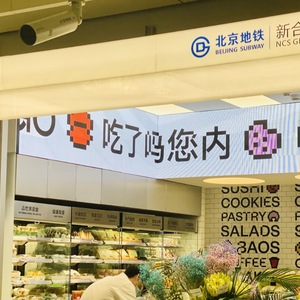 北京地铁
BEIJING SUBWAY
新合
NCS G
吃了吗您内
SUSHI
COOKIES
PASTRY
SALADS
BAOS
COFFEE